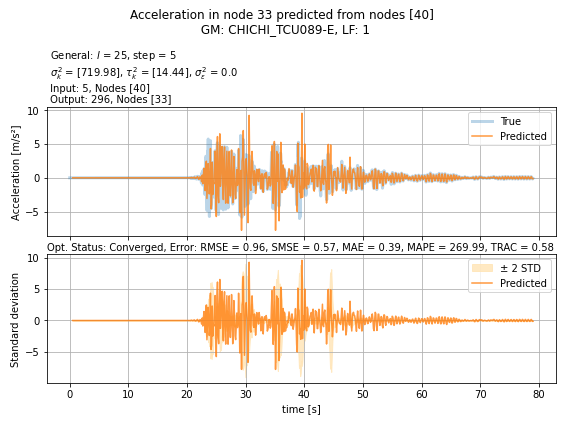 Acceleration in node 33 predicted from nodes [40]
GM: CHICHI_TCU089-E, LF: 1
General: l = 25, step = 5
σ²ₖ = [719.98], τ²ₖ = [14.44], σ²ε = 0.0
Input: 5, Nodes [40]
Output: 296, Nodes [33]
Acceleration [m/s²]
10
5
0
−5
True
Predicted
Opt. Status: Converged, Error: RMSE = 0.96, SMSE = 0.57, MAE = 0.39, MAPE = 269.99, TRAC = 0.58
Standard deviation
10
5
0
−5
± 2 STD
Predicted
0 10 20 30 40 50 60 70 80
time [s]